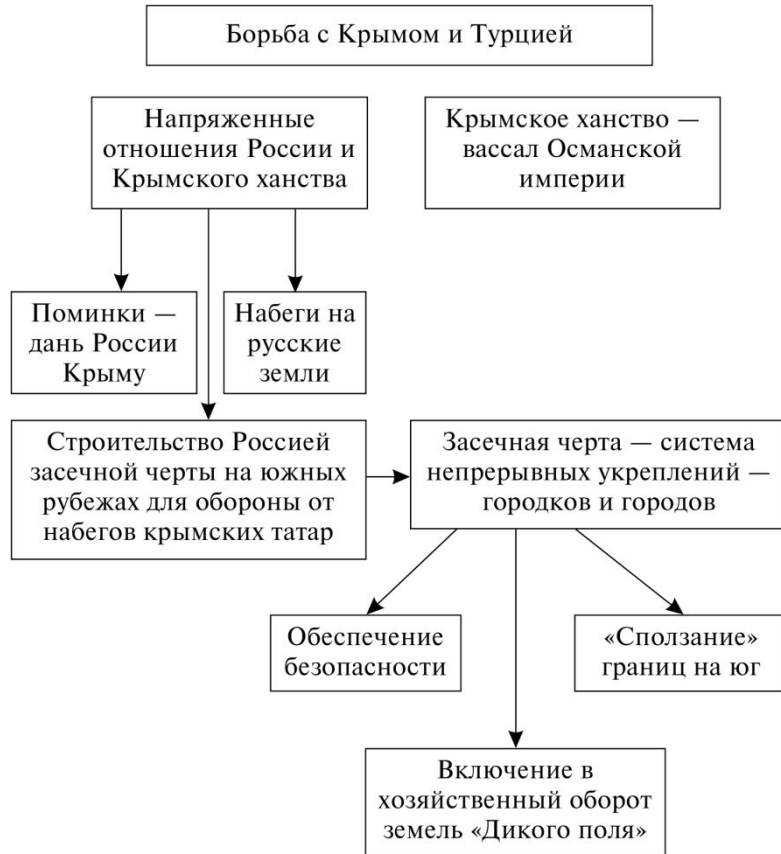 Борьба с Крымом и Турцией
Напряженные
отношения России и
Крымского ханства
Крымское ханство —
вассал Османской
империи
Поминки —
дань России
Крыму
Набеги на
русские
земли
Строительство Россией
засечной черты на южных
рубежах для обороны от
набегов крымских татар
Засечная черта — система
непрерывных укреплений —
городков и городов
Обеспечение
безопасности
«Сползание»
границ на юг
Включение в
хозяйственный оборот
земель «Дикого поля»